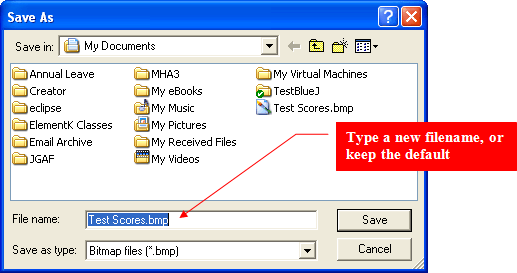 Save As
Save in: My Documents
Annual Leave
Creator
eclipse
ElementK Classes
Email Archive
JGAF
MHA3
My eBooks
My Music
My Pictures
My Received Files
My Videos
My Virtual Machines
TestBlueJ
Test Scores.bmp
Type a new filename, or
keep the default
File name: Test Scores.bmp Save
Save as type: Bitmap files (*.bmp) Cancel